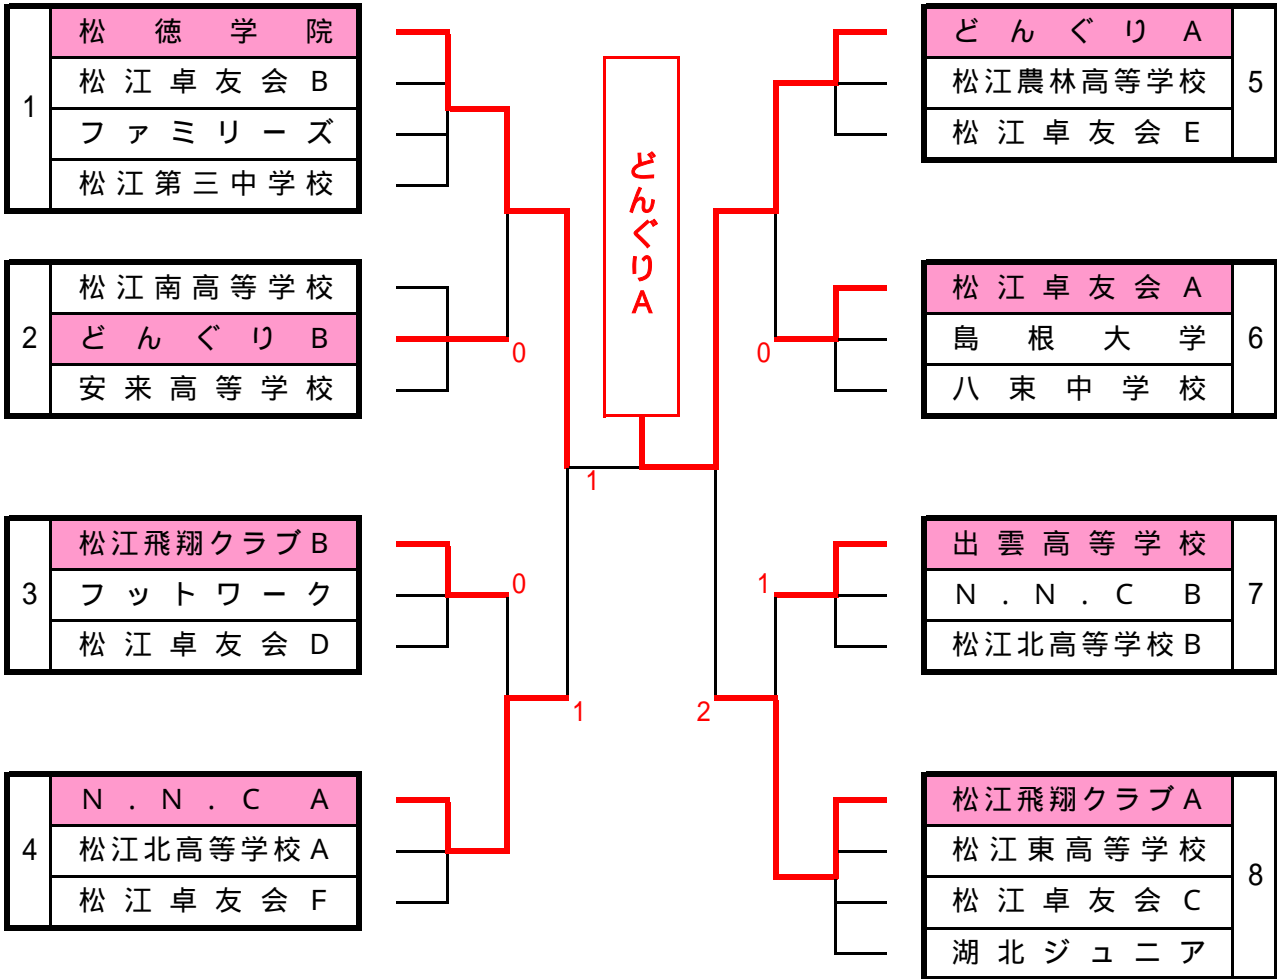 1
松徳学院
松江卓友会B
ファミリーズ
松江第三中学校
2
松江南高等学校
どんぐりB
安来高等学校
0
3
松江飛翔クラブB
フットワーク
松江卓友会D
0
4
N.N.C A
松江北高等学校A
松江卓友会F
1
1
どんぐりA
どんぐりA
松江農林高等学校
松江卓友会E
5
松江卓友会A
島根大学
八束中学校
6
0
出雲高等学校
N.N.C B
松江北高等学校B
7
1
松江飛翔クラブA
松江東高等学校
松江卓友会C
湖北ジュニア
8
2